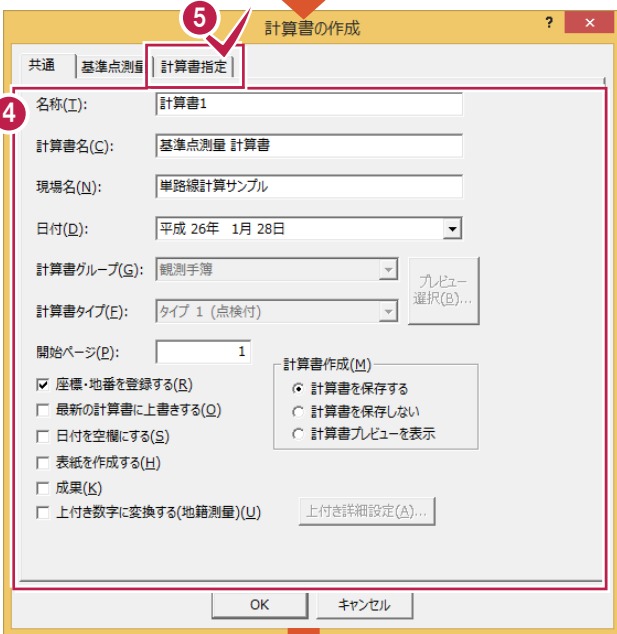 5
計算書の作成
? ×
共通 基準点測量 計算書指定
4
名称(T): 計算書1
計算書名(C): 基準点測量 計算書
現場名(N): 単路線計算サンプル
日付(D): 平成 26年 1月 28日
計算書グループ(G): 観測手簿
プレビュー
選択(B)...
計算書タイプ(F): タイプ 1 (点検付)
開始ページ(P): 1
計算書作成(M)
座標・地番を登録する(R)
計算書を保存する
最新の計算書に上書きする(O)
計算書を保存しない
日付を空欄にする(S)
計算書プレビューを表示
表紙を作成する(H)
成果(K)
上付き数字に変換する(地籍測量)(U)
上付き詳細設定(A)...
OK キャンセル